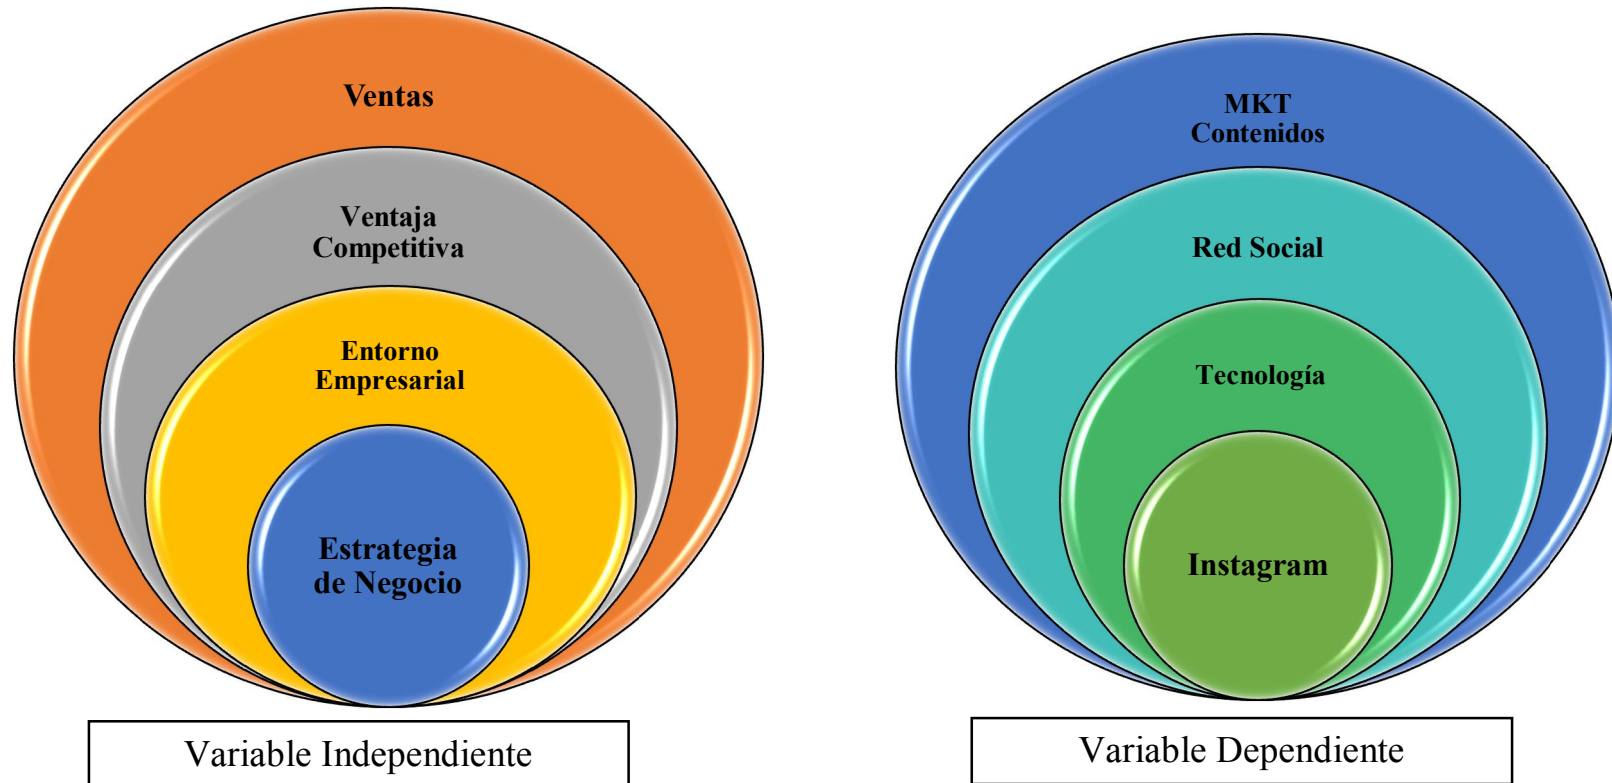 Ventas
Ventaja
Competitiva
Entorno
Empresarial
Estrategia
de Negocio
Variable Independiente
MKT
Contenidos
Red Social
Tecnología
Instagram
Variable Dependiente